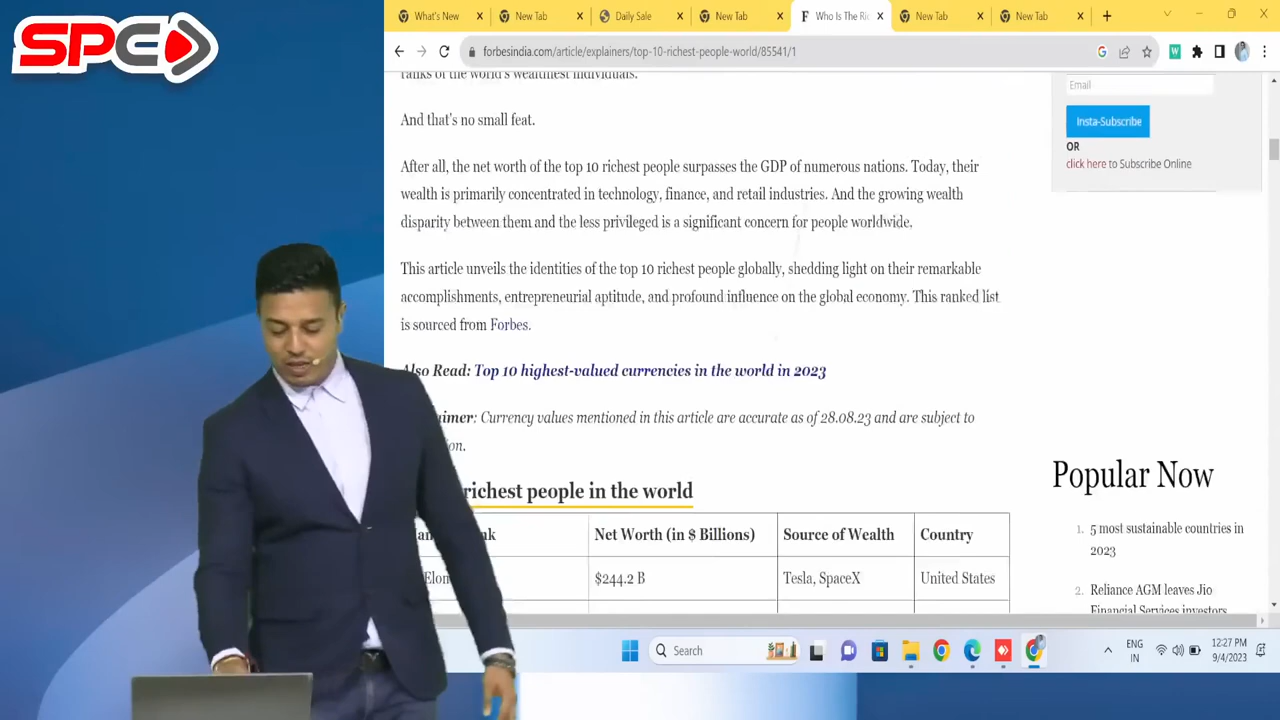 SPED
What's New
New Tab
Daily Sale
New Tab
Who Is The Ri
New Tab
New Tab
forbesindia.com/article/explainers/top-10-richest-people-world/85541/1
ranks of the world's wealthiest individuals.
And that's no small feat.
After all, the net worth of the top 10 richest people surpasses the GDP of numerous nations. Today, their
wealth is primarily concentrated in technology, finance, and retail industries. And the growing wealth
disparity between them and the less privileged is a significant concern for people worldwide.
This article unveils the identities of the top 10 richest people globally, shedding light on their remarkable
accomplishments, entrepreneurial aptitude, and profound influence on the global economy. This ranked list
is sourced from Forbes.
Also Read: Top 10 highest-valued currencies in the world in 2023
laimer: Currency values mentioned in this article are accurate as of 28.08.23 and are subject to
on.
richest people in the world
Net Worth (in $ Billions)
Source of Wealth
Country
Elon
$244.2 B
Tesla, SpaceX
United States
Email
Insta-Subscribe
OR
click here to Subscribe Online
Popular Now
1. 5 most sustainable countries in
2023
2. Reliance AGM leaves Jio
Financial Services investors
Search
ENG
IN
12:27 PM
9/4/2023